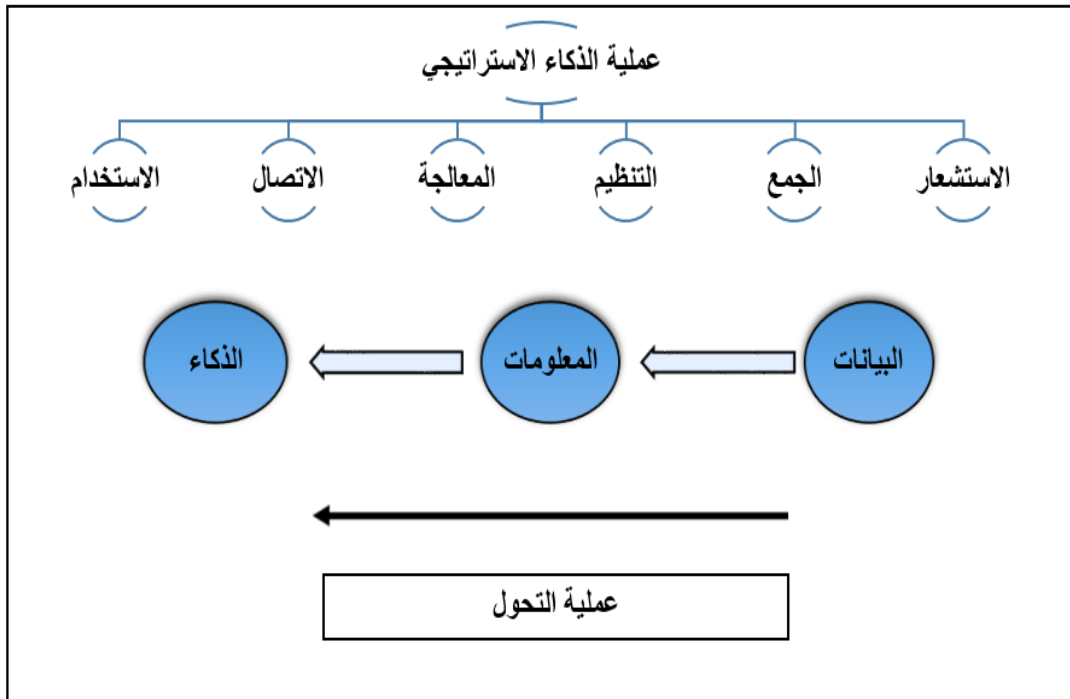 عملية الذكاء الاستراتيجي
الاستشعار
الجمع
التنظيم
المعالجة
الاتصال
الاستخدام
البيانات
المعلومات
الذكاء
عملية التحول